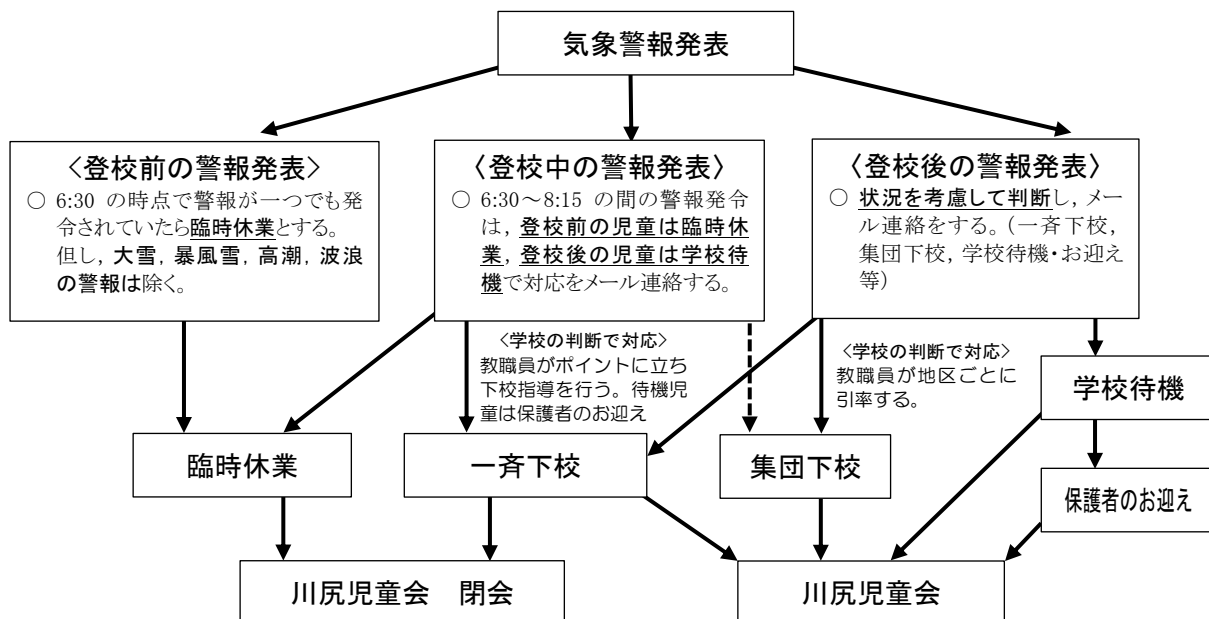 気象警報発表
〈登校前の警報発表〉
○ 6:30 の時点で警報が一つでも発
令されていたら臨時休業とする。
但し，大雪，暴風雪，高潮，波浪
の警報は除く。
〈登校中の警報発表〉
○ 6:30～8:15 の間の警報発令
は，登校前の児童は臨時休
業，登校後の児童は学校待
機で対応をメール連絡する。
〈登校後の警報発表〉
○ 状況を考慮して判断し，メー
ル連絡をする。（一斉下校，
集団下校，学校待機・お迎え
等）
〈学校の判断で対応〉
教職員がポイントに立ち
下校指導を行う。待機児
童は保護者のお迎え
〈学校の判断で対応〉
教職員が地区ごとに
引率する。
学校待機
臨時休業
一斉下校
集団下校
保護者のお迎え
川尻児童会　閉会
川尻児童会